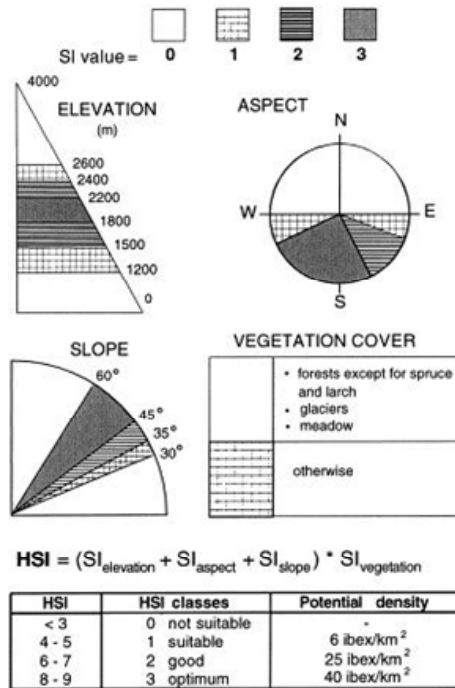 SI value = 0 1 2 3
ELEVATION
(m)
4000
2600
2400
2200
1800
1500
1200
0
ASPECT
N
W E
S
SLOPE
60°
45°
35°
30°
VEGETATION COVER
• forests except for spruce
and larch
• glaciers
• meadow
otherwise
HSI = (SI elevation + SI aspect + SI slope) * SI vegetation
HSI HSI classes Potential density
< 3 0 not suitable -
4 - 5 1 suitable 6 ibex/km²
6 - 7 2 good 25 ibex/km²
8 - 9 3 optimum 40 ibex/km²